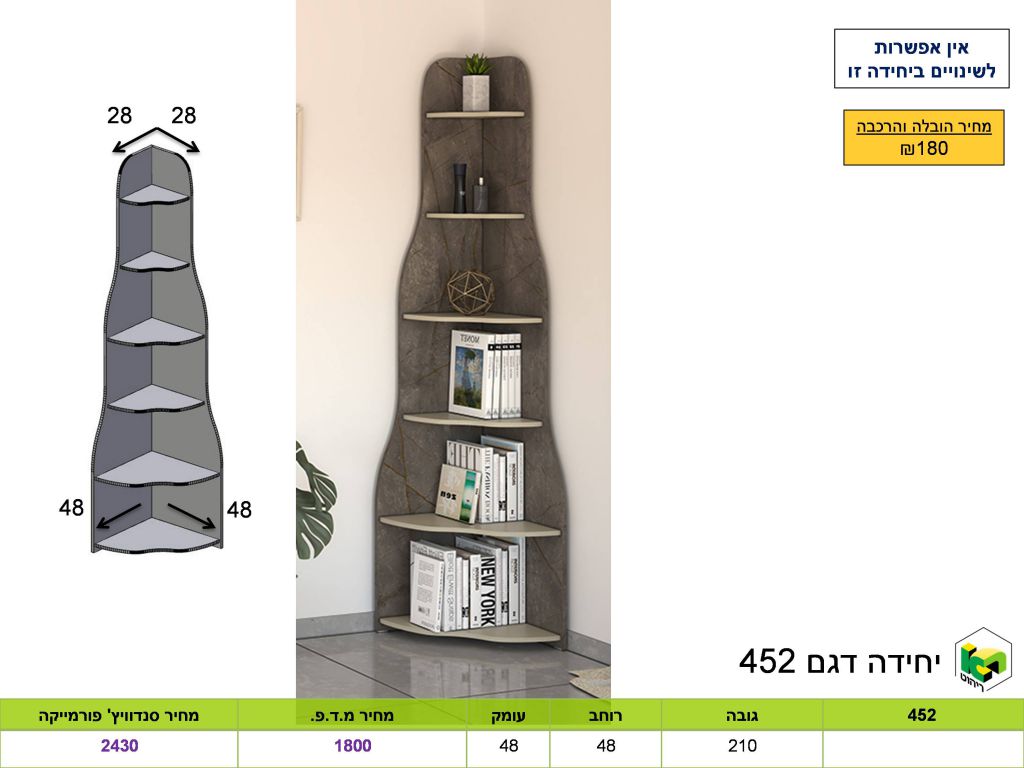 אין אפשרות
לשינויים ביחידה זו
מחיר הובלה והרכבה
₪180
28 28
48 48
MONET
NEW YORK
יחידה דגם 452
ריהוט
452 גובה רוחב עומק מחיר מ.ד.פ. מחיר סנדוויץ' פורמייקה
210 48 48 1800 2430